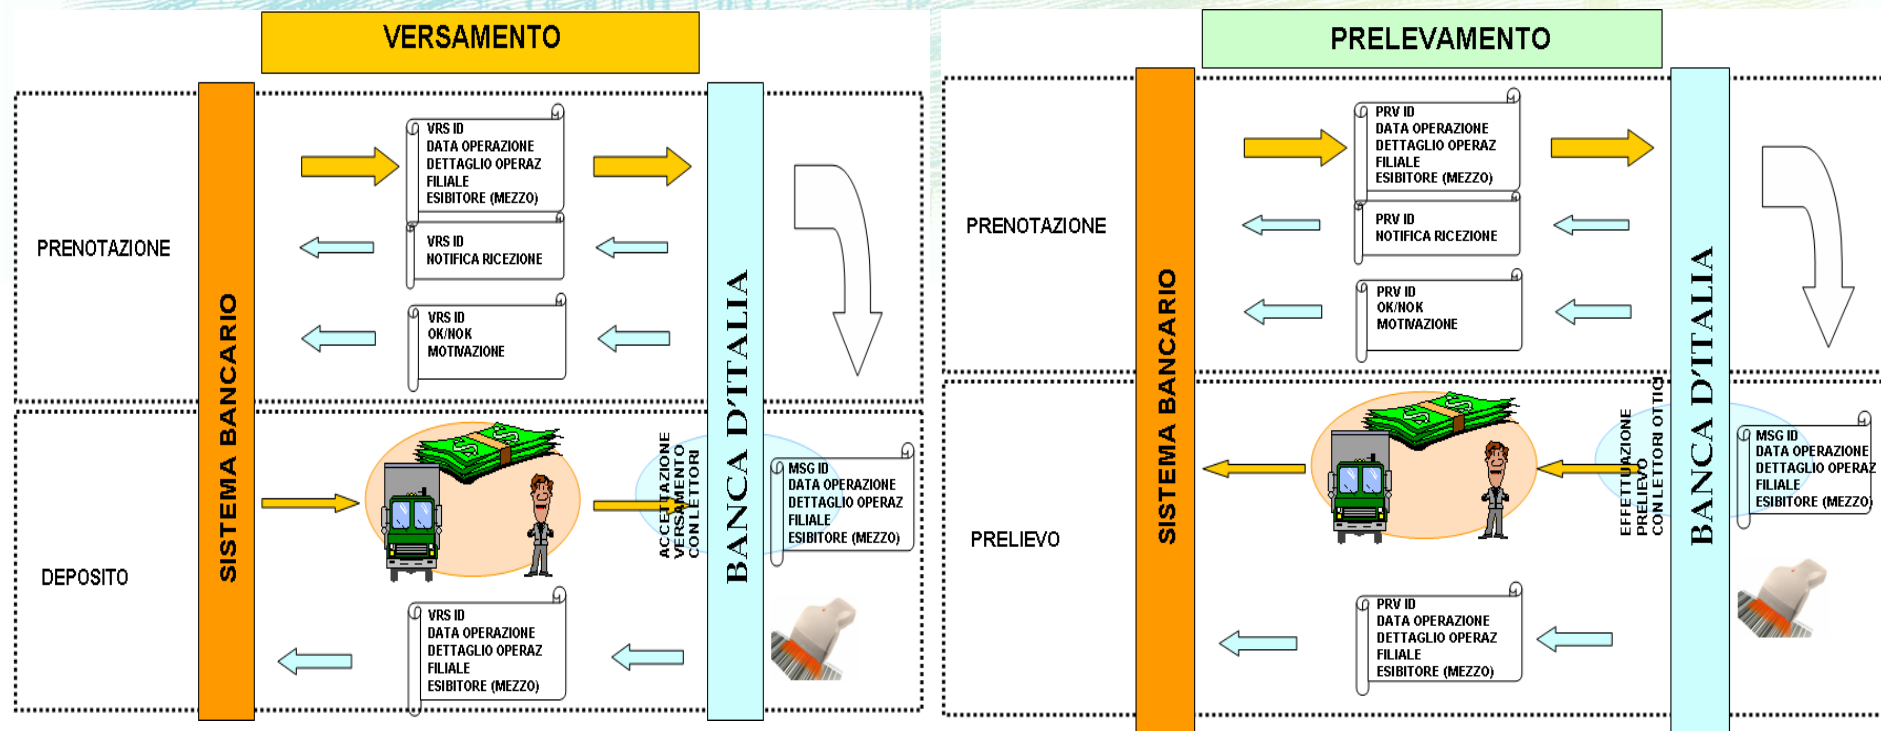 VERSAMENTO
PRENOTAZIONE
SISTEMA BANCARIO
VRS ID
DATA OPERAZIONE
DETTAGLIO OPERAZ
FILIALE
ESIBITORE (MEZZO)
VRS ID
NOTIFICA RICEZIONE
VRS ID
OK/NOK
MOTIVAZIONE
BANCA D'ITALIA
DEPOSITO
ACCETTAZIONE
VERSAMENTO
CON LETTORI
MSG ID
DATA OPERAZIONE
DETTAGLIO OPERAZ
FILIALE
ESIBITORE (MEZZO)
VRS ID
DATA OPERAZIONE
DETTAGLIO OPERAZ
FILIALE
ESIBITORE (MEZZO)
PRELEVAMENTO
PRENOTAZIONE
SISTEMA BANCARIO
PRV ID
DATA OPERAZIONE
DETTAGLIO OPERAZ
FILIALE
ESIBITORE (MEZZO)
PRV ID
NOTIFICA RICEZIONE
PRV ID
OK/NOK
MOTIVAZIONE
BANCA D'ITALIA
PRELIEVO
EFFETTUAZIONE
PRELIEVO
CON LETTORI OTTICI
MSG ID
DATA OPERAZIONE
DETTAGLIO OPERAZ
FILIALE
ESIBITORE (MEZZO)
PRV ID
DATA OPERAZIONE
DETTAGLIO OPERAZ
FILIALE
ESIBITORE (MEZZO)